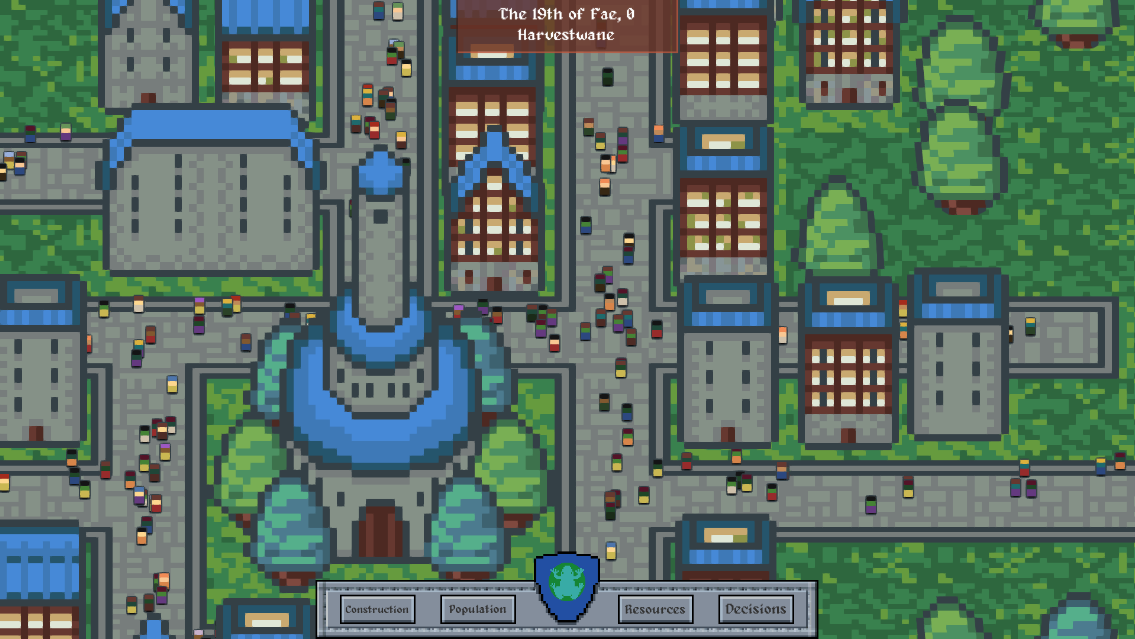 The 19th of Fae, 0
Harvestwane
Construction
Population
Resources
Decisions